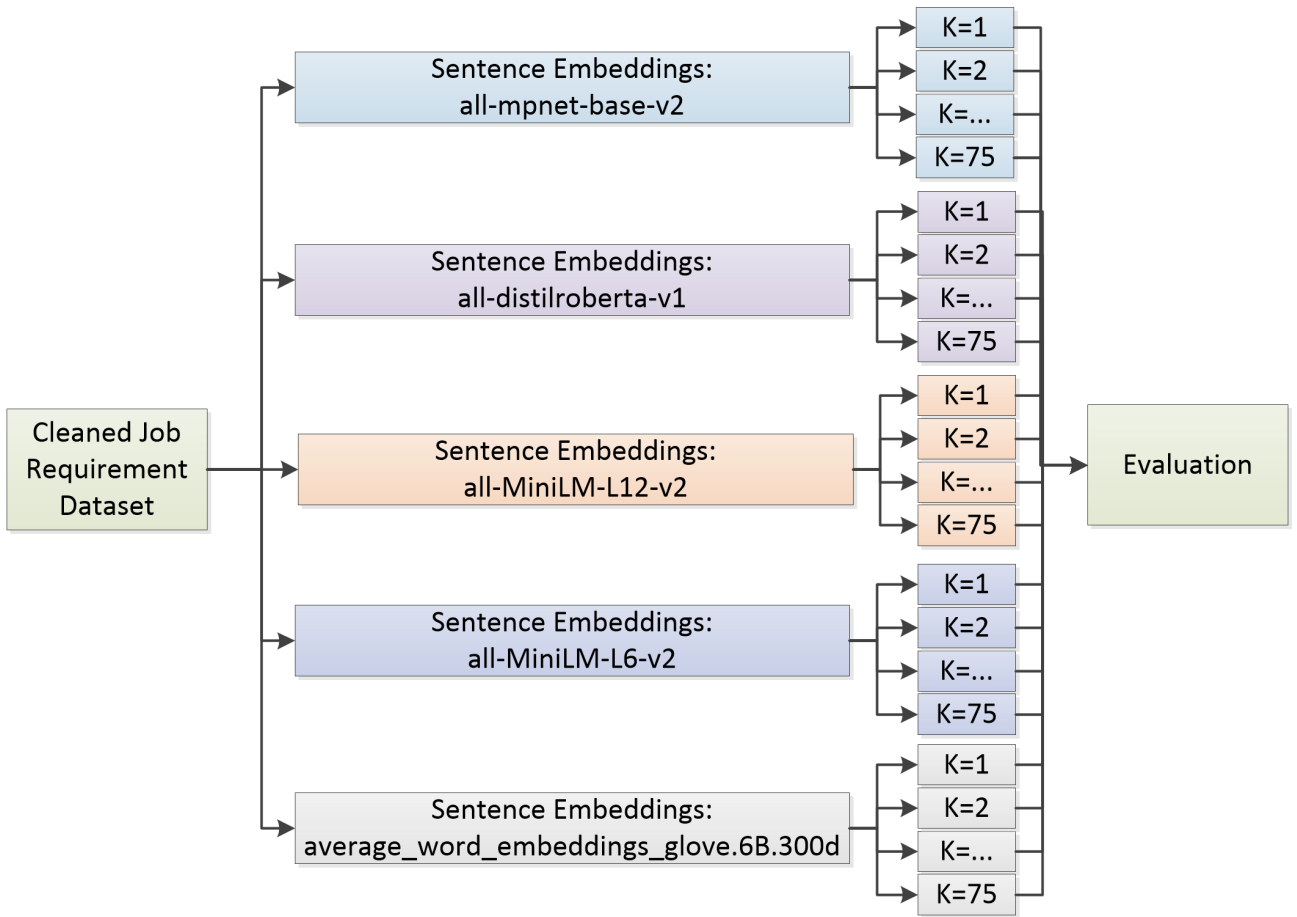 Cleaned Job
Requirement
Dataset
Sentence Embeddings:
all-mpnet-base-v2
K=1
K=2
K=...
K=75
Sentence Embeddings:
all-distilroberta-v1
K=1
K=2
K=...
K=75
Sentence Embeddings:
all-MiniLM-L12-v2
K=1
K=2
K=...
K=75
Sentence Embeddings:
all-MiniLM-L6-v2
K=1
K=2
K=...
K=75
Sentence Embeddings:
average_word_embeddings_glove.6B.300d
K=1
K=2
K=...
K=75
Evaluation